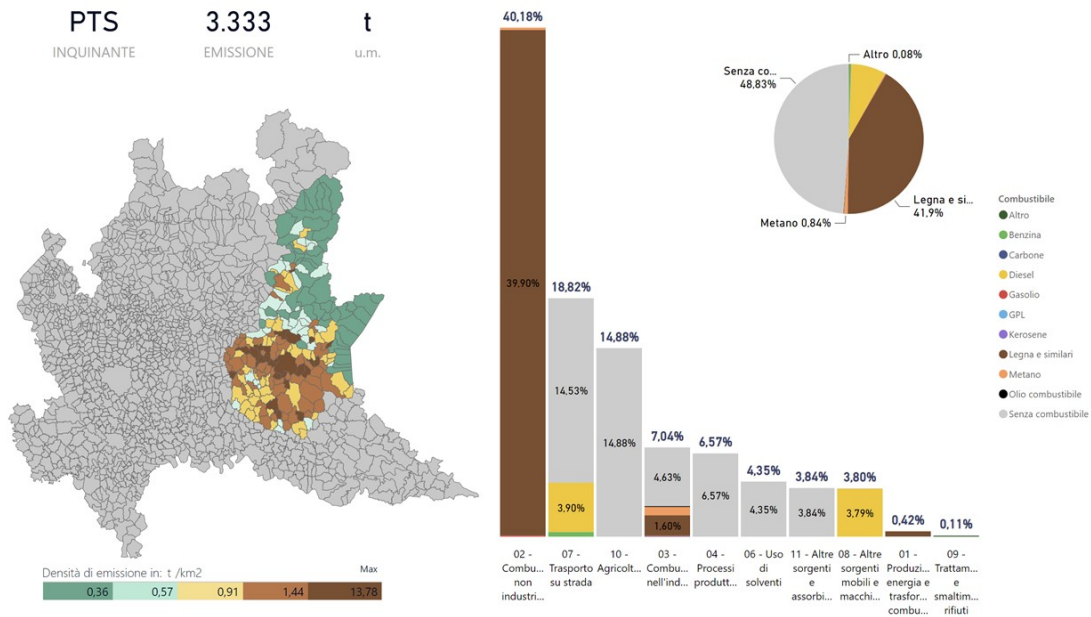 PTS
3.333
t
INQUINANTE
EMISSIONE
u.m.
Densità di emissione in: t /km2
Max
0,36
0,57
0,91
1,44
13,78
40,18%
39,90%
18,82%
14,53%
3,90%
14,88%
14,88%
7,04%
4,63%
1,60%
6,57%
6,57%
4,35%
4,35%
3,84%
3,84%
3,80%
3,79%
0,42%
0,11%
02 -
Combu...
non
industri...
07 -
Trasporto
su strada
10 -
Agricolt...
03 -
Combu...
nell'ind...
04 -
Processi
produtt...
06 - Uso
di
solventi
11 - Altre
sorgenti
e
assorbi...
08 - Altre
sorgenti
mobili e
macchi...
01 -
Produzi...
energia e
trasfor...
combu...
09 -
Trattam...
e
smaltim...
rifiuti
Altro 0,08%
Senza co...
48,83%
Legna e si...
41.9%
Metano 0,84%
Combustibile
Altro
Benzina
Carbone
Diesel
Gasolio
GPL
Kerosene
Legna e similari
Metano
Olio combustibile
Senza combustibile